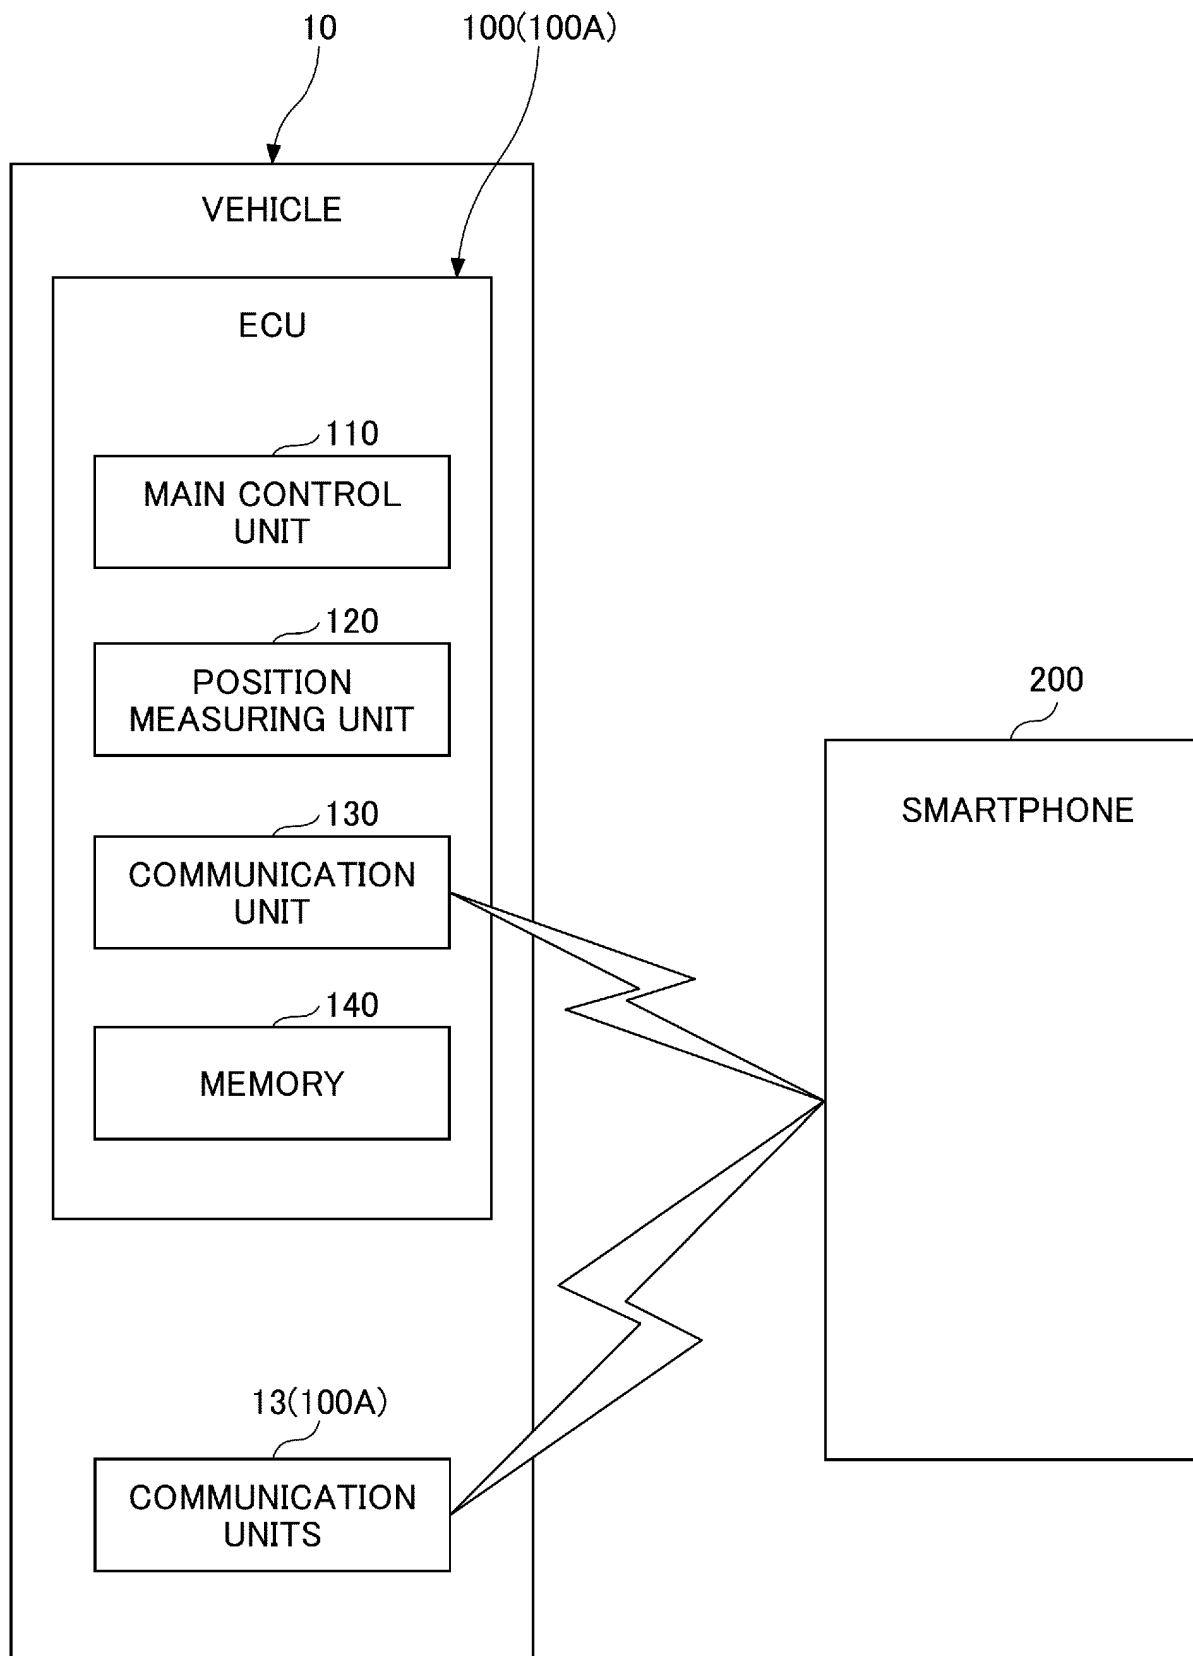 10
100(100A)
VEHICLE
ECU
110
MAIN CONTROL
UNIT
120
POSITION
MEASURING UNIT
130
COMMUNICATION
UNIT
140
MEMORY
13(100A)
COMMUNICATION
UNITS
200
SMARTPHONE